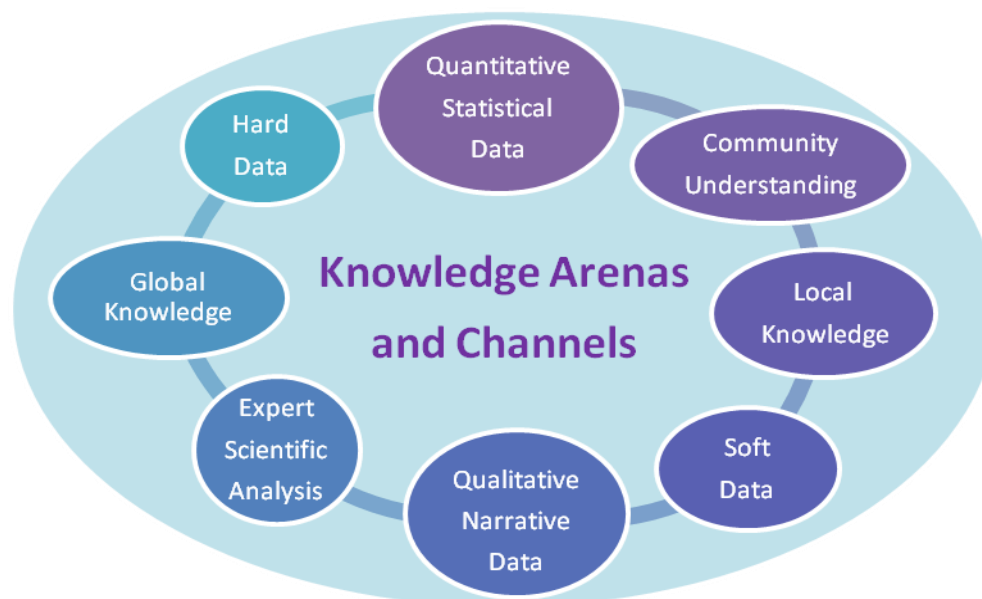 Quantitative
Statistical
Data
Hard
Data
Community
Understanding
Knowledge Arenas
and Channels
Global
Knowledge
Local
Knowledge
Expert
Scientific
Analysis
Soft
Data
Qualitative
Narrative
Data